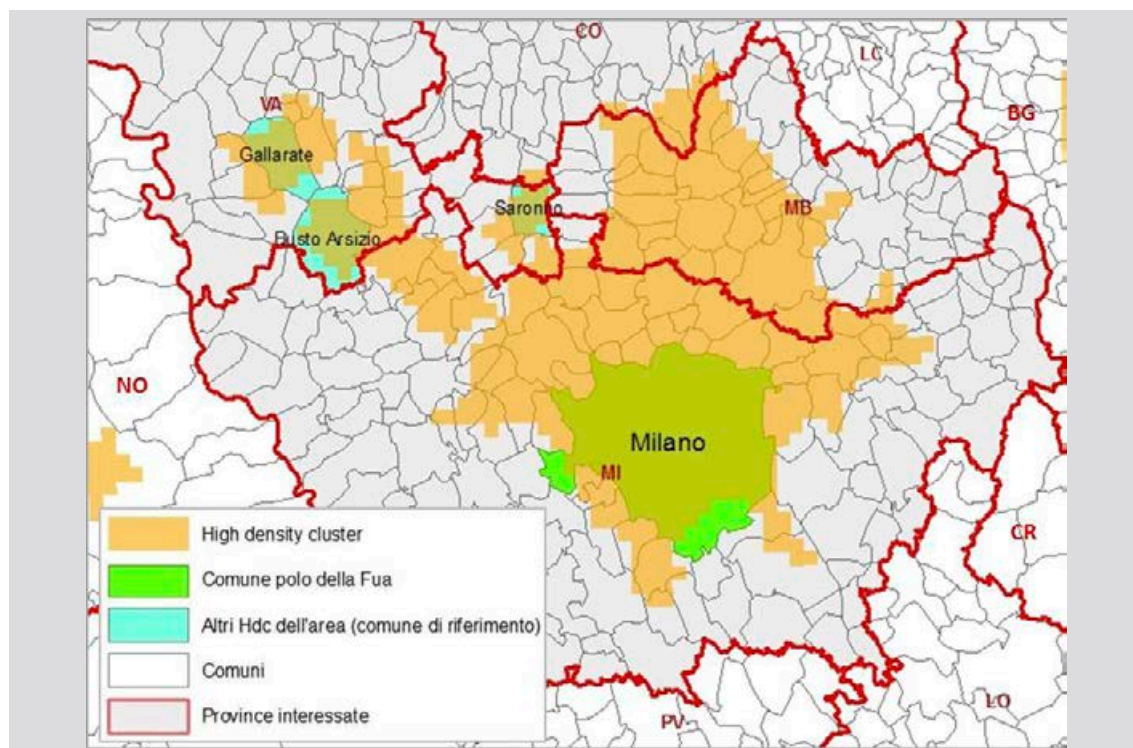 CO
LC
VA
BG
Gallarate
Saronno
MB
Busto Arsizio
NO
Milano
MI
High density cluster
CR
Comune polo della Fua
Altri Hdc dell'area (comune di riferimento)
Comuni
LO
Province interessate
PV